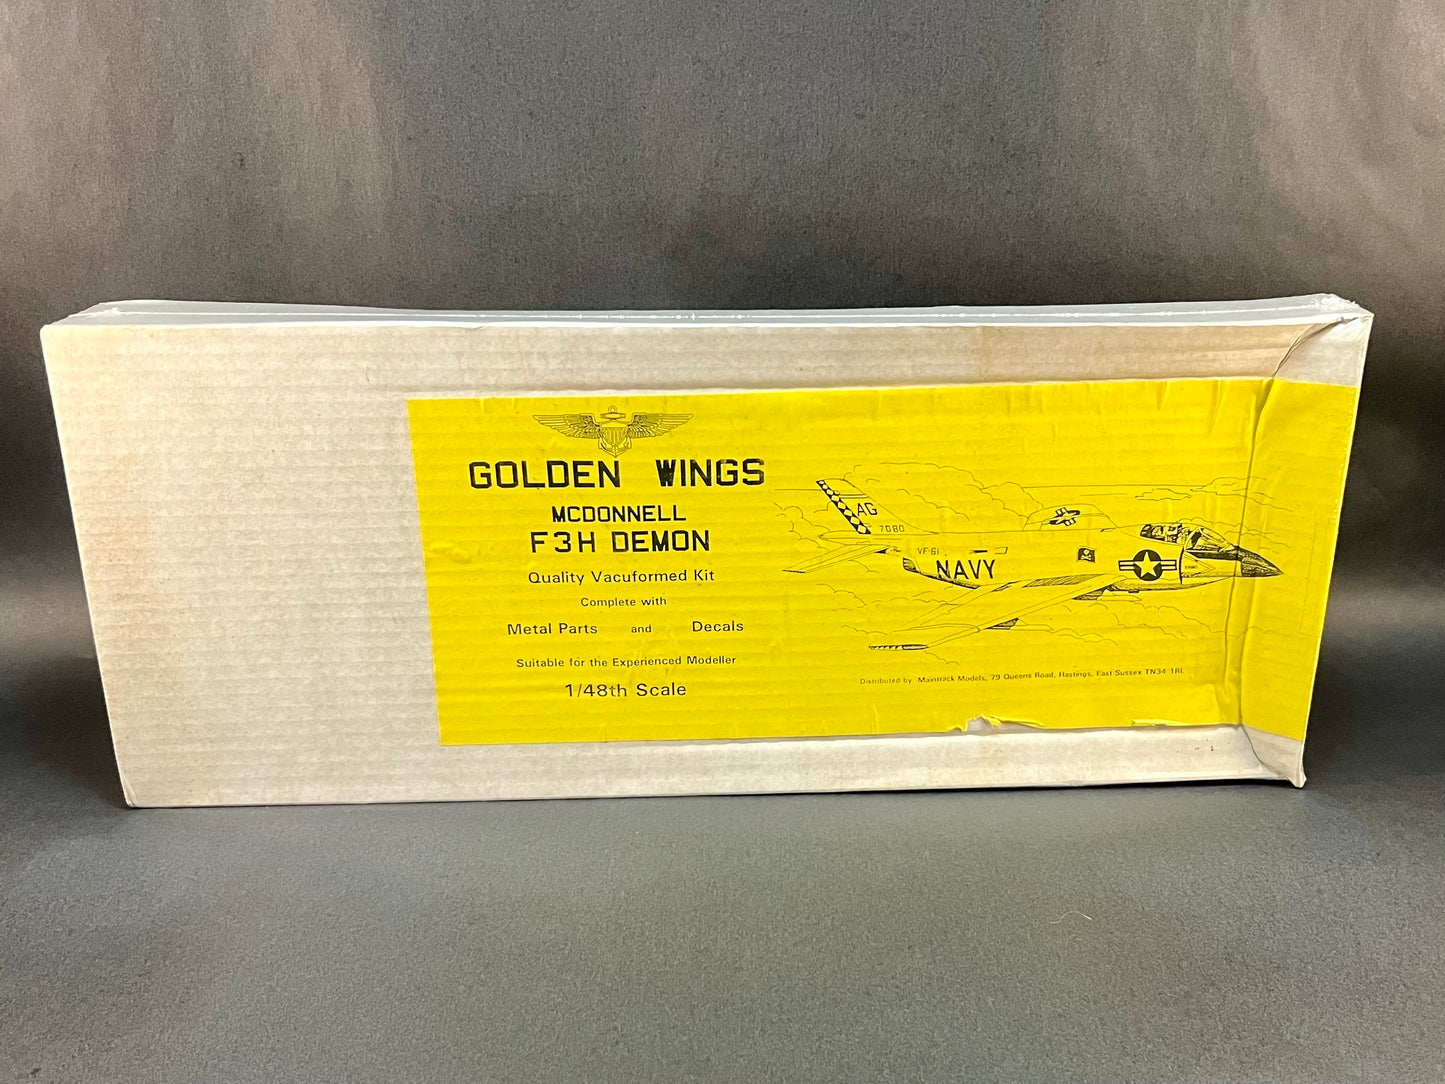 GOLDEN WINGS
MCDONNELL
F3H DEMON
Quality Vacuformed Kit
Complete with
Metal Parts and Decals
Suitable for the Experienced Modeller
1/48th Scale
AG
7080
VF-61
NAVY
Distributed by Maintrack Models, 79 Queens Road, Hastings, East Sussex TN34 1RL